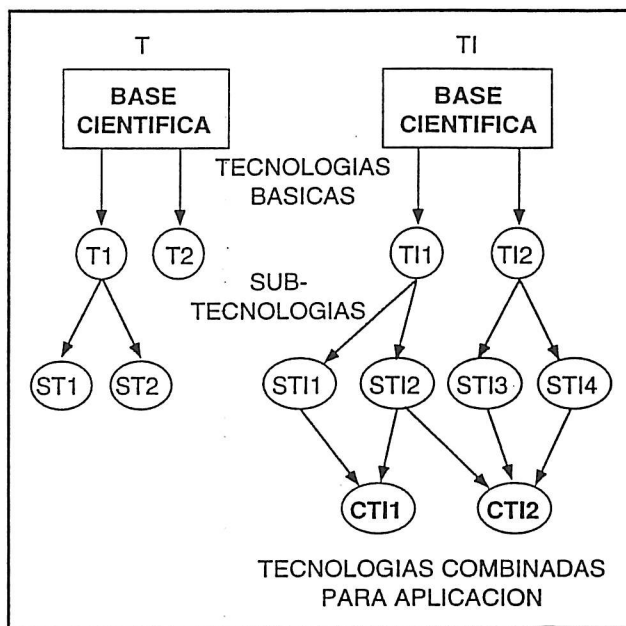 T
TI
BASE
CIENTIFICA
BASE
CIENTIFICA
TECNOLOGIAS
BASICAS
T1
T2
TI1
TI2
SUB-
TECNOLOGIAS
ST1
ST2
STI1
STI2
STI3
STI4
CTI1
CTI2
TECNOLOGIAS COMBINADAS
PARA APLICACION